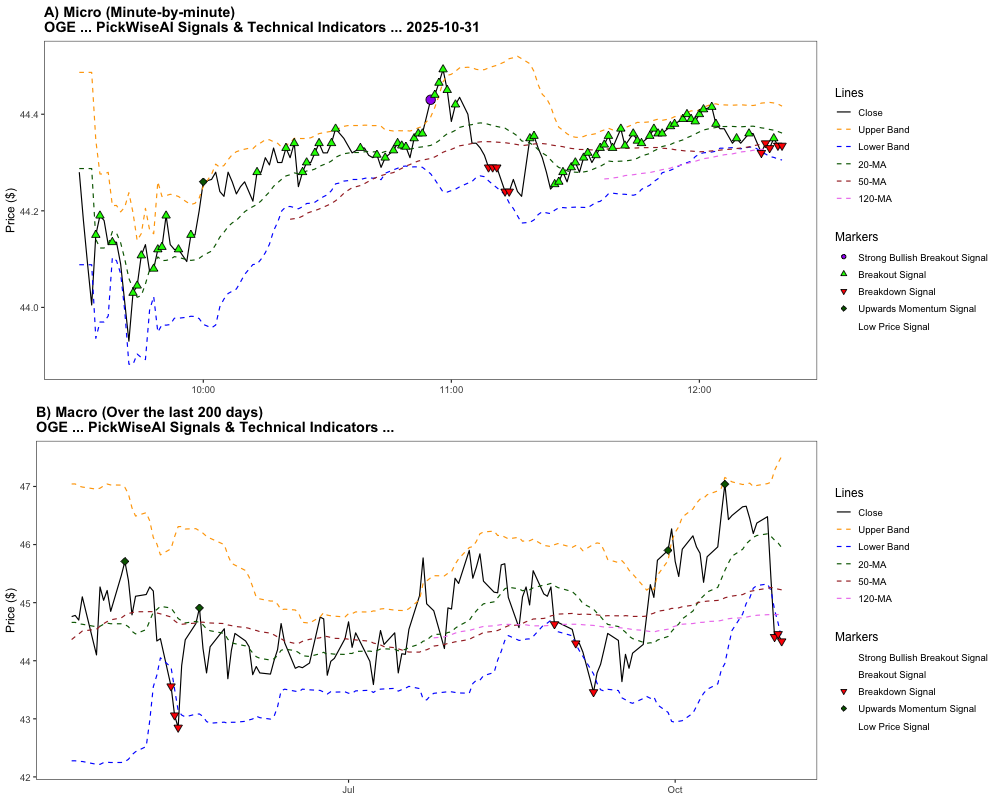 A) Micro (Minute-by-minute)
OGE ... PickWiseAI Signals & Technical Indicators ... 2025-10-31
Price ($)
44.4
44.2
44.0
10:00
11:00
12:00
Lines
Close
Upper Band
Lower Band
20-MA
50-MA
120-MA
Markers
Strong Bullish Breakout Signal
Breakout Signal
Breakdown Signal
Upwards Momentum Signal
Low Price Signal
B) Macro (Over the last 200 days)
OGE ... PickWiseAI Signals & Technical Indicators ...
Price ($)
47
46
45
44
43
42
Jul
Oct
Lines
Close
Upper Band
Lower Band
20-MA
50-MA
120-MA
Markers
Strong Bullish Breakout Signal
Breakout Signal
Breakdown Signal
Upwards Momentum Signal
Low Price Signal